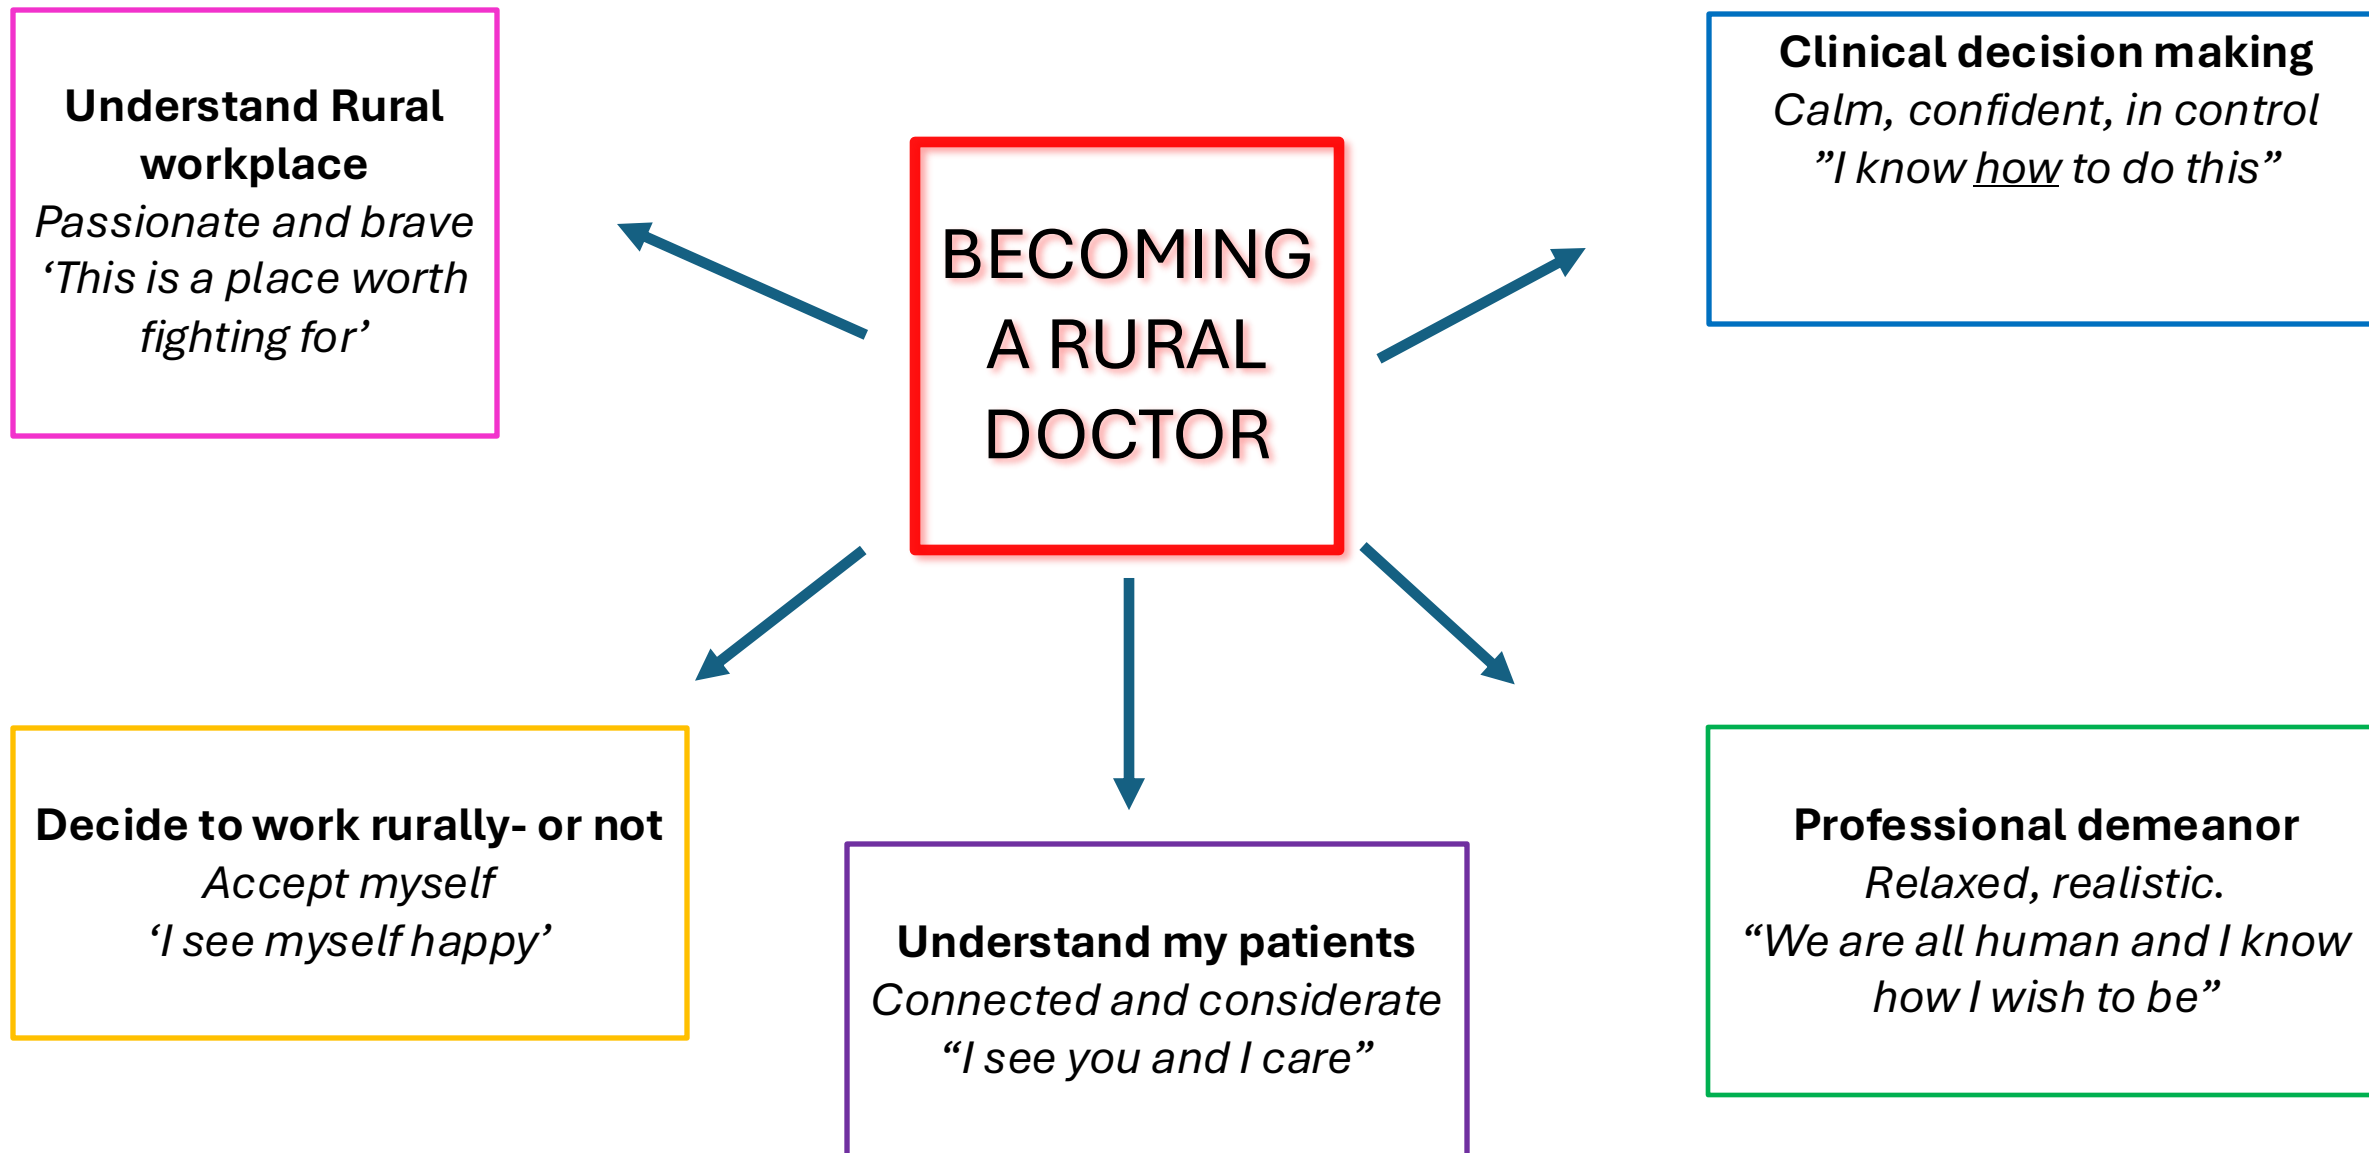 Understand Rural
workplace
Passionate and brave
‘This is a place worth
fighting for’
BECOMING
A RURAL
DOCTOR
Clinical decision making
Calm, confident, in control
”I know how to do this”
Decide to work rurally- or not
Accept myself
‘I see myself happy’
Understand my patients
Connected and considerate
“I see you and I care”
Professional demeanor
Relaxed, realistic.
“We are all human and I know
how I wish to be”